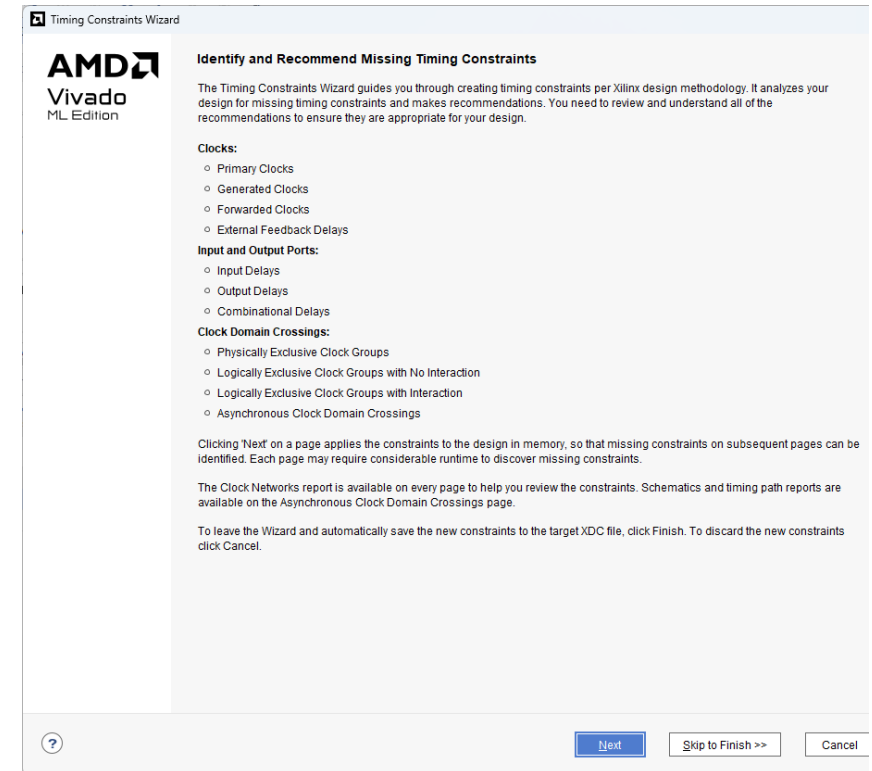 Timing Constraints Wizard
AMD
Vivado
ML Edition
Identify and Recommend Missing Timing Constraints
The Timing Constraints Wizard guides you through creating timing constraints per Xilinx design methodology. It analyzes your
design for missing timing constraints and makes recommendations. You need to review and understand all of the
recommendations to ensure they are appropriate for your design.
Clocks:
Primary Clocks
Generated Clocks
Forwarded Clocks
External Feedback Delays
Input and Output Ports:
Input Delays
Output Delays
Combinational Delays
Clock Domain Crossings:
Physically Exclusive Clock Groups
Logically Exclusive Clock Groups with No Interaction
Logically Exclusive Clock Groups with Interaction
Asynchronous Clock Domain Crossings
Clicking 'Next' on a page applies the constraints to the design in memory, so that missing constraints on subsequent pages can be
identified. Each page may require considerable runtime to discover missing constraints.
The Clock Networks report is available on every page to help you review the constraints. Schematics and timing path reports are
available on the Asynchronous Clock Domain Crossings page.
To leave the Wizard and automatically save the new constraints to the target XDC file, click Finish. To discard the new constraints
click Cancel.
?
Next
Skip to Finish >>
Cancel